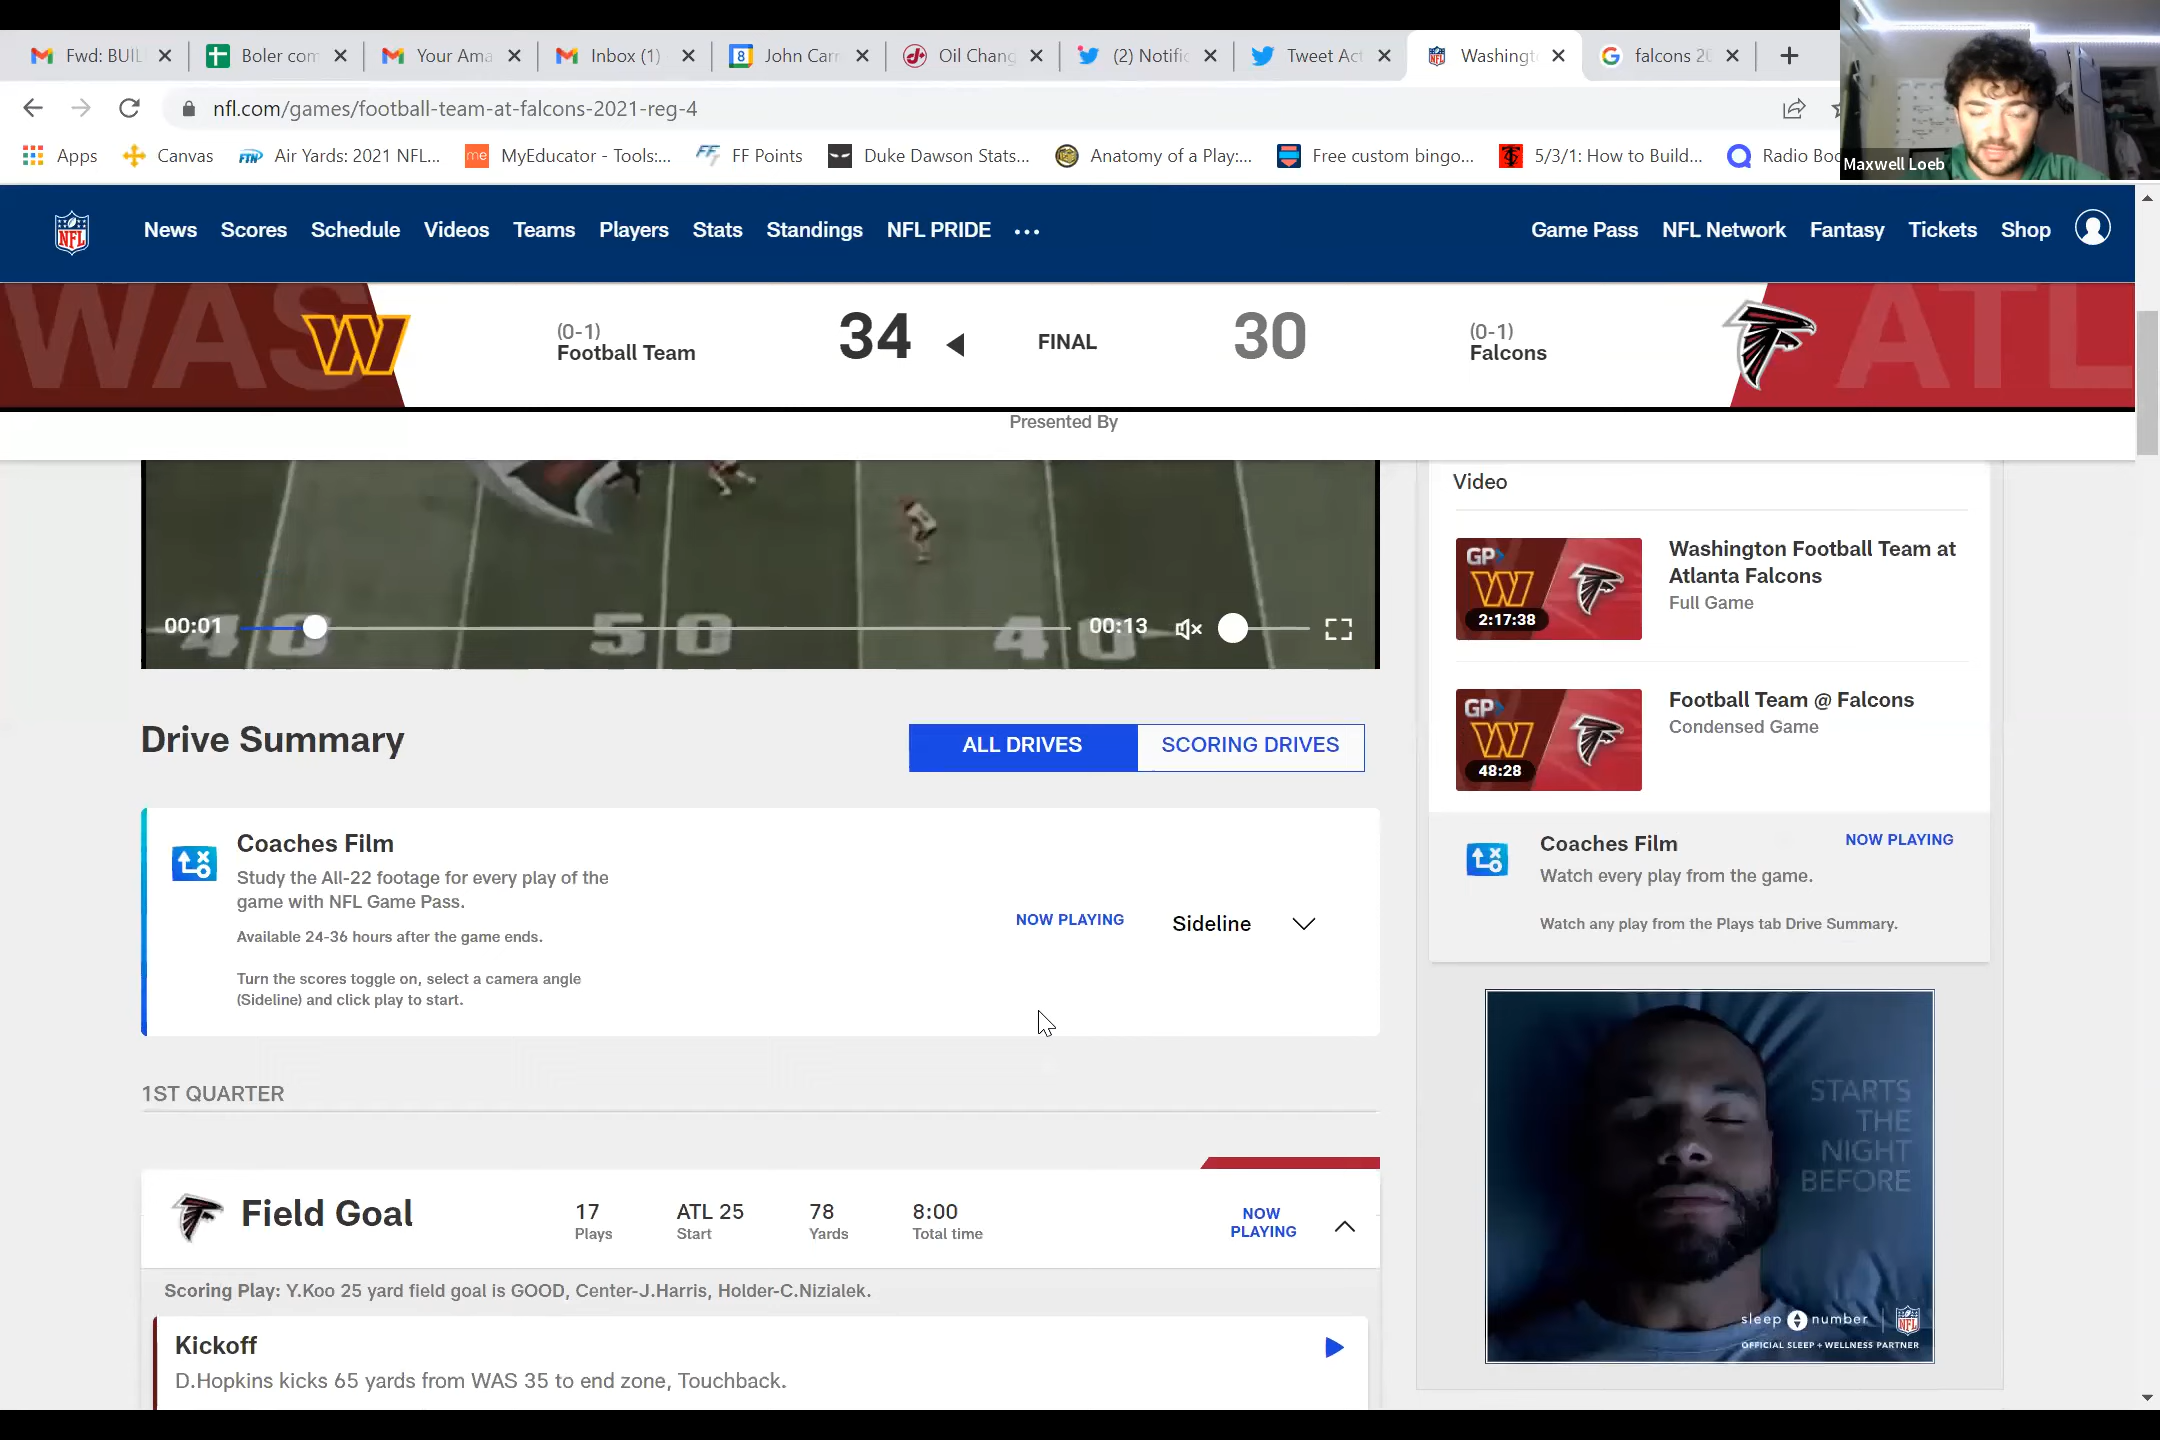 Fwd: BUIL
Boler com
Your Ama
Inbox (1)
8
John Carr
Oil Chang
(2) Notific
Tweet Act
Washingt
falcons 20
nfl.com/games/football-team-at-falcons-2021-reg-4
Apps
Canvas
FTN
Air Yards: 2021 NFL...
me
MyEducator - Tools:...
FF
FF Points
Duke Dawson Stats...
Anatomy of a Play:...
Free custom bingo...
5/3/1: How to Build...
Radio Boo
Maxwell Loeb
NFL
News
Scores
Schedule
Videos
Teams
Players
Stats
Standings
NFL PRIDE
...
Game Pass
NFL Network
Fantasy
Tickets
Shop
WAS
W
(0-1)
Football Team
34
FINAL
30
(0-1)
Falcons
ATL
Presented By
40
50
40
00:01
00:13
Video
GP
W
2:17:38
Washington Football Team at
Atlanta Falcons
Full Game
GP
W
48:28
Football Team @ Falcons
Condensed Game
Coaches Film
NOW PLAYING
Watch every play from the game.
Watch any play from the Plays tab Drive Summary.
Drive Summary
ALL DRIVES
SCORING DRIVES
Coaches Film
Study the All-22 footage for every play of the
game with NFL Game Pass.
Available 24-36 hours after the game ends.
Turn the scores toggle on, select a camera angle
(Sideline) and click play to start.
NOW PLAYING
Sideline
1ST QUARTER
Field Goal
17
Plays
ATL 25
Start
78
Yards
8:00
Total time
NOW
PLAYING
Scoring Play: Y.Koo 25 yard field goal is GOOD, Center-J.Harris, Holder-C.Nizialek.
Kickoff
D.Hopkins kicks 65 yards from WAS 35 to end zone, Touchback.
STARTS
THE
NIGHT
BEFORE
sleep number
NFL
OFFICIAL SLEEP + WELLNESS PARTNER